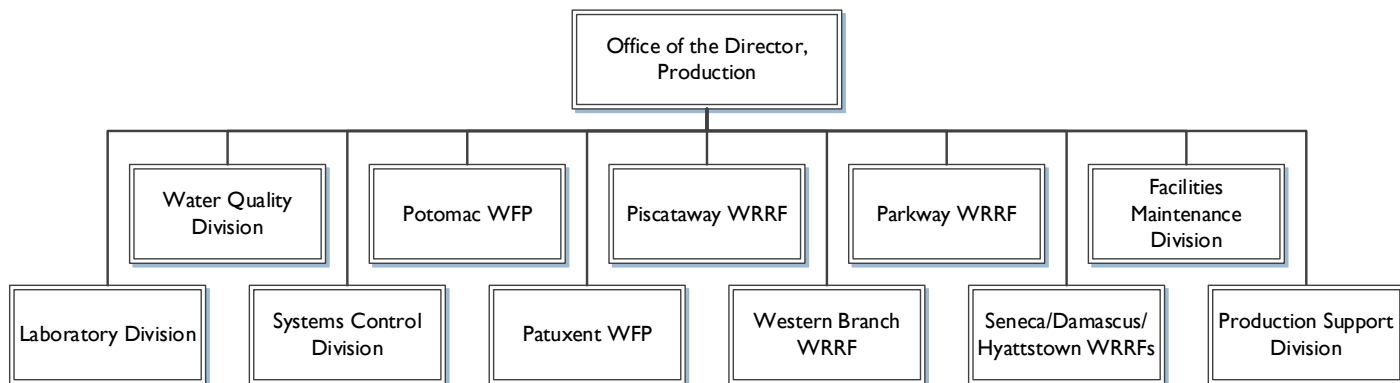 Office of the Director,
Production
Water Quality
Division
Potomac WFP
Piscataway WRRF
Parkway WRRF
Facilities
Maintenance
Division
Laboratory Division
Systems Control
Division
Patuxent WFP
Western Branch
WRRF
Seneca/Damascus/
Hyattstown WRRFs
Production Support
Division